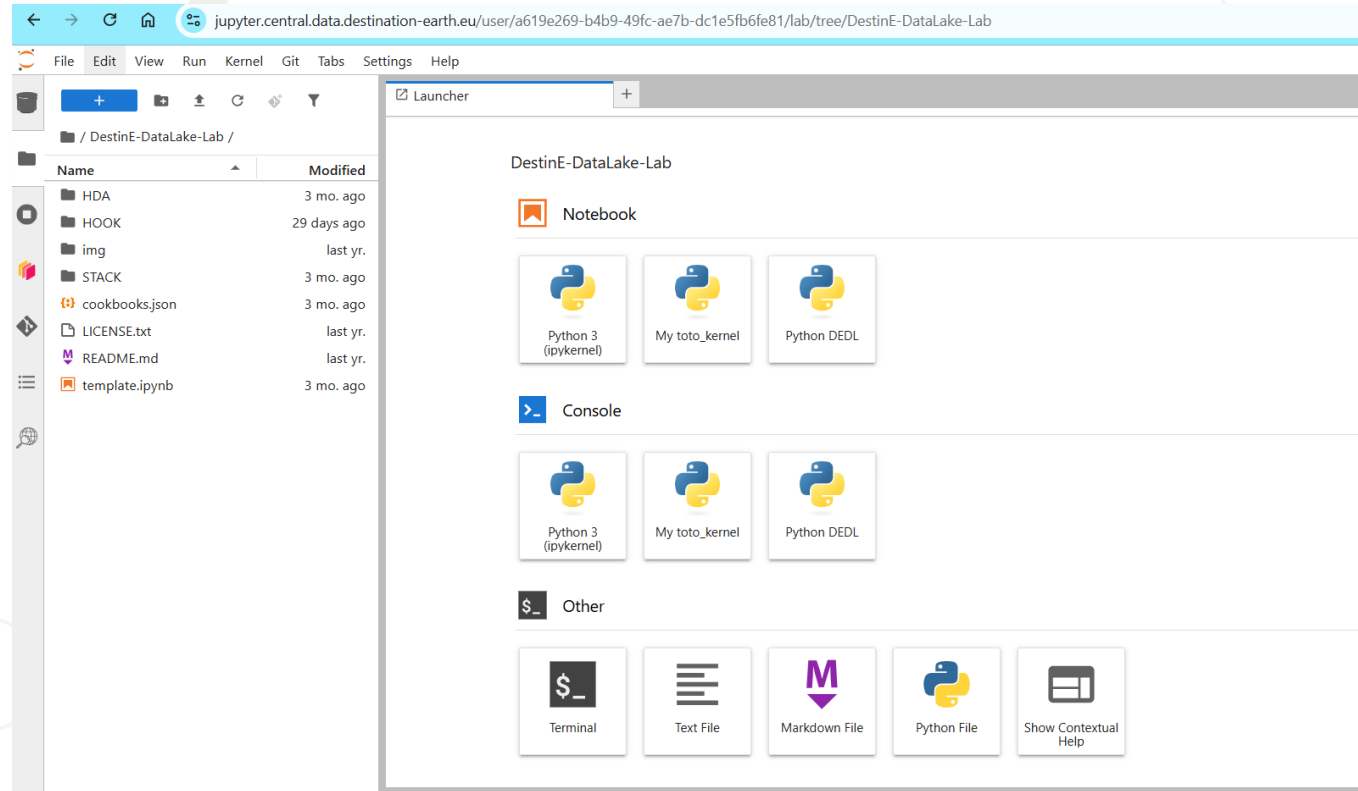 jupyter.central.data.destination-earth.eu/user/a619e269-b4b9-49fc-ae7b-dc1e5fb6fe81/lab/tree/DestinE-DataLake-Lab
File Edit View Run Kernel Git Tabs Settings Help
+
/ DestinE-DataLake-Lab /
Name Modified
HDA 3 mo. ago
HOOK 29 days ago
img last yr.
STACK 3 mo. ago
cookbooks.json 3 mo. ago
LICENSE.txt last yr.
README.md last yr.
template.ipynb 3 mo. ago
Launcher +
DestinE-DataLake-Lab
Notebook
Python 3 (ipykernel)
My toto_kernel
Python DEDL
Console
Python 3 (ipykernel)
My toto_kernel
Python DEDL
$_ Other
$_
Terminal
Text File
M
Markdown File
Python File
Show Contextual Help